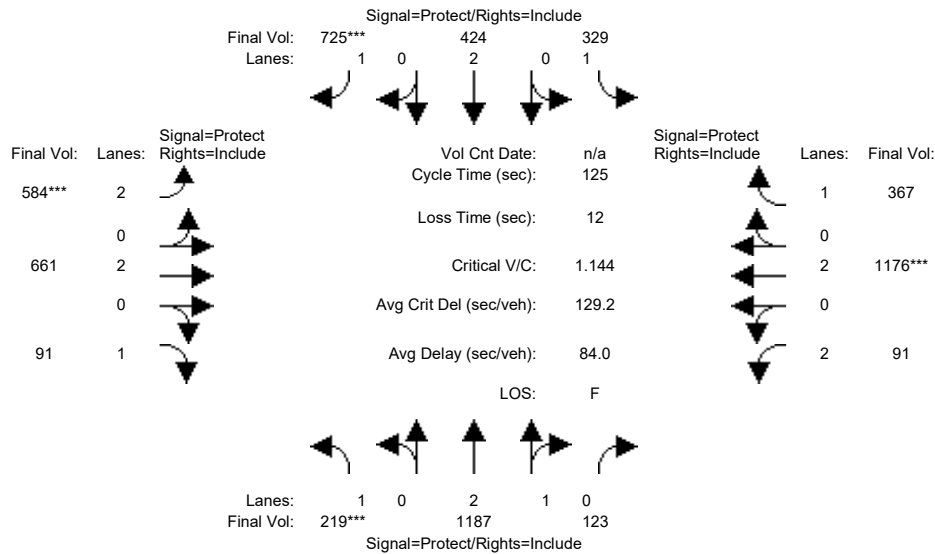 Signal=Protect/Rights=Include
Final Vol: 725*** 424 329
Lanes: 1 0 2 0 1
Signal=Protect
Final Vol: Lanes: Rights=Include
Vol Cnt Date: n/a
Signal=Protect
Rights=Include Lanes: Final Vol:
Cycle Time (sec): 125
584*** 2
1 367
Loss Time (sec): 12
0
0
661 2
Critical V/C: 1.144
2 1176***
0
Avg Crit Del (sec/veh): 129.2
0
91 1
Avg Delay (sec/veh): 84.0
2 91
LOS: F
Lanes: 1 0 2 1 0
Final Vol: 219*** 1187 123
Signal=Protect/Rights=Include